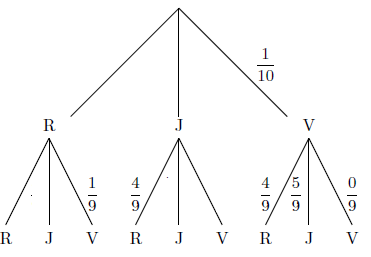 1/10
R J V
1/9 4/9 4/9 5/9 0/9
R J V R J V R J V